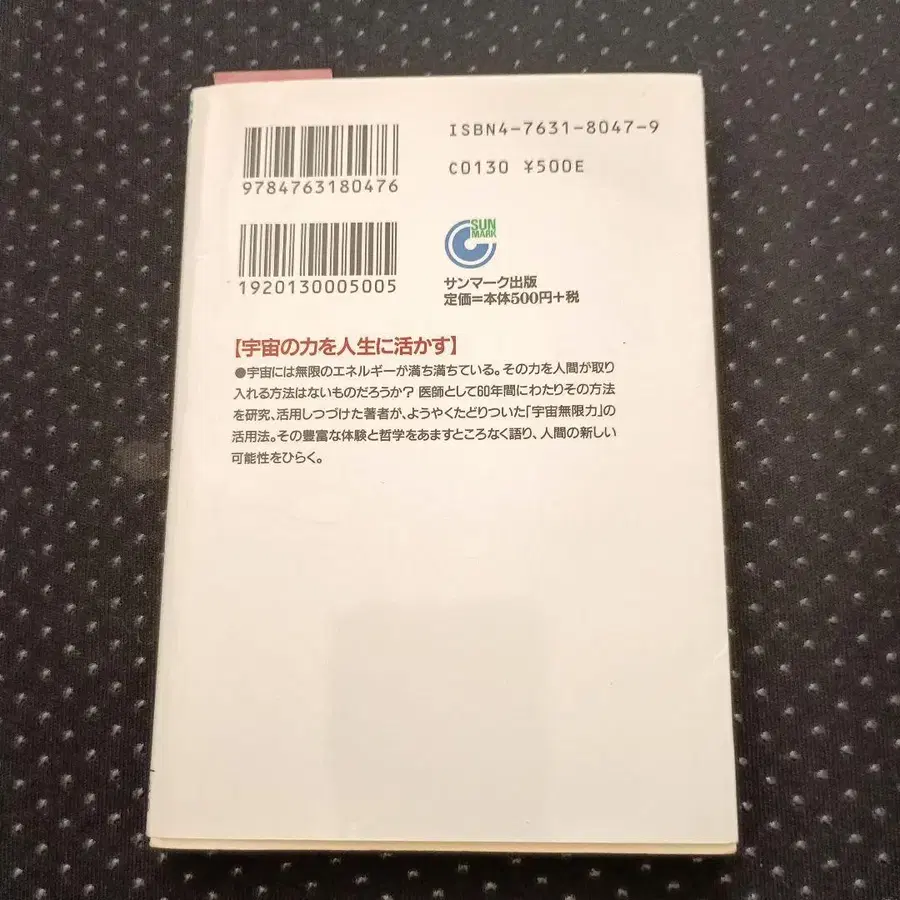 ISBN4-7631-8047-9
C0130 ¥500E
9784763180476
1920130005005
SUN
MARK
サンマーク出版
定価=本体500円+税
【宇宙の力を人生に活かす】
●宇宙には無限のエネルギーが満ち満ちている。その力を人間が取り
入れる方法はないものだろうか? 医師として60年間にわたりその方法
を研究、活用しつづけた著者が、ようやくたどりついた「宇宙無限力」の
活用法。その豊富な体験と哲学をあますところなく語り、人間の新しい
可能性をひらく。